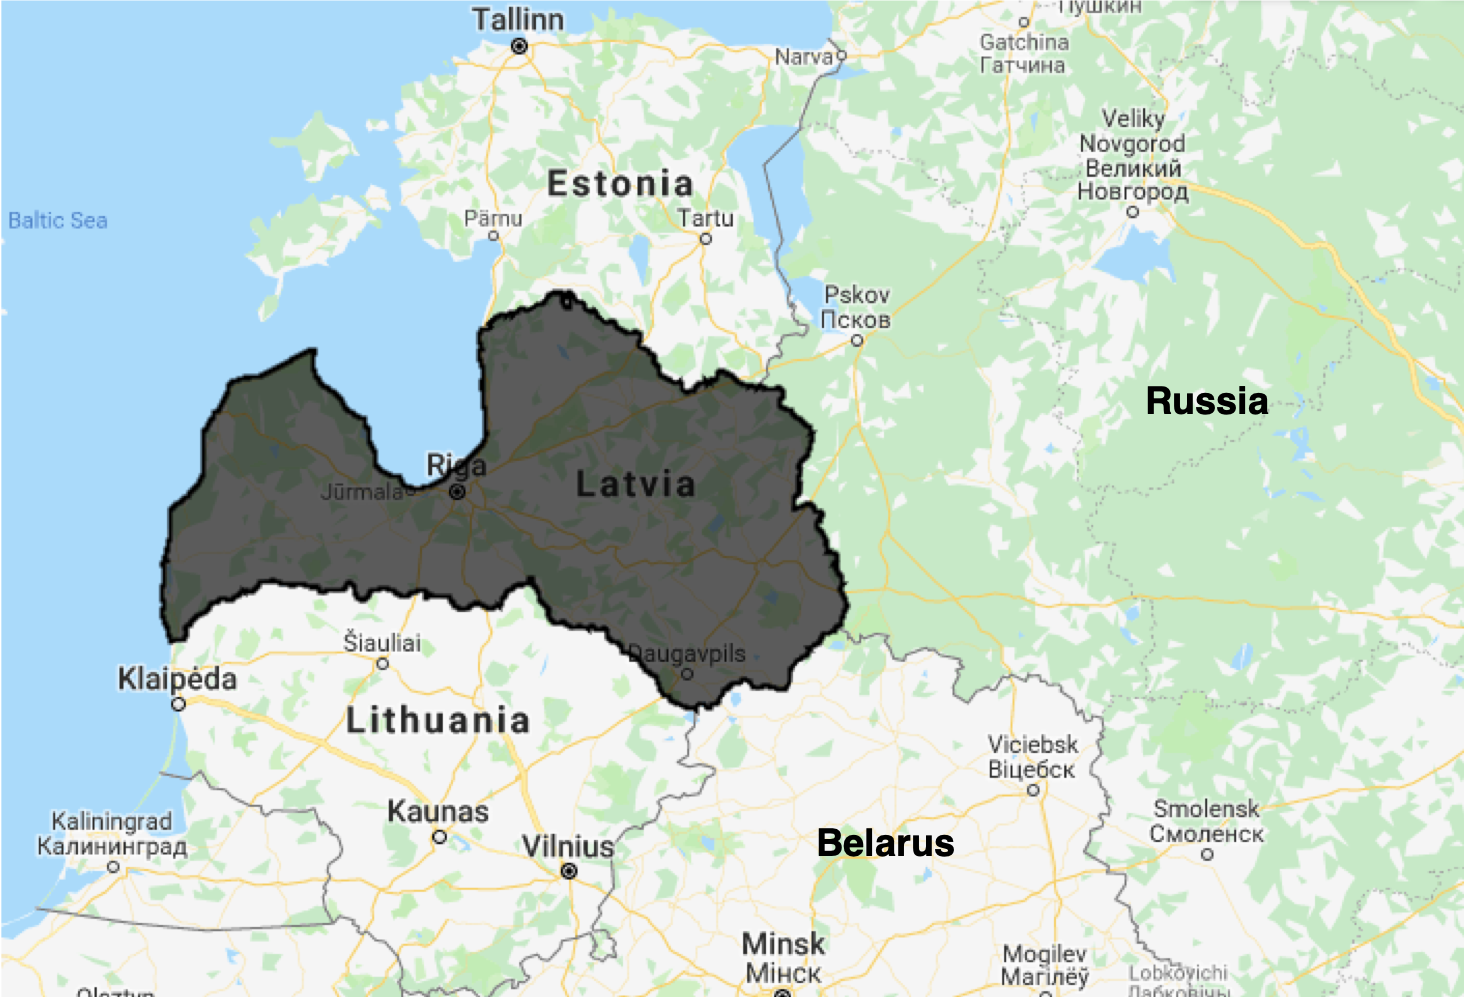 Tallinn
Пушкин
Narva
Gatchina
Гатчина
Veliky
Novgorod
Великий
Новгород
Estonia
Baltic Sea
Pärnu
Tartu
Pskov
Псков
Russia
Riga
Jūrmala
Latvia
Daugavpils
Šiauliai
Klaipėda
Lithuania
Viciebsk
Віцебск
Kaliningrad
Калининград
Kaunas
Vilnius
Belarus
Smolensk
Смоленск
Minsk
Мінск
Mogilev
Магілёў
Lobkovichi
Лабковічы
Olsztyn